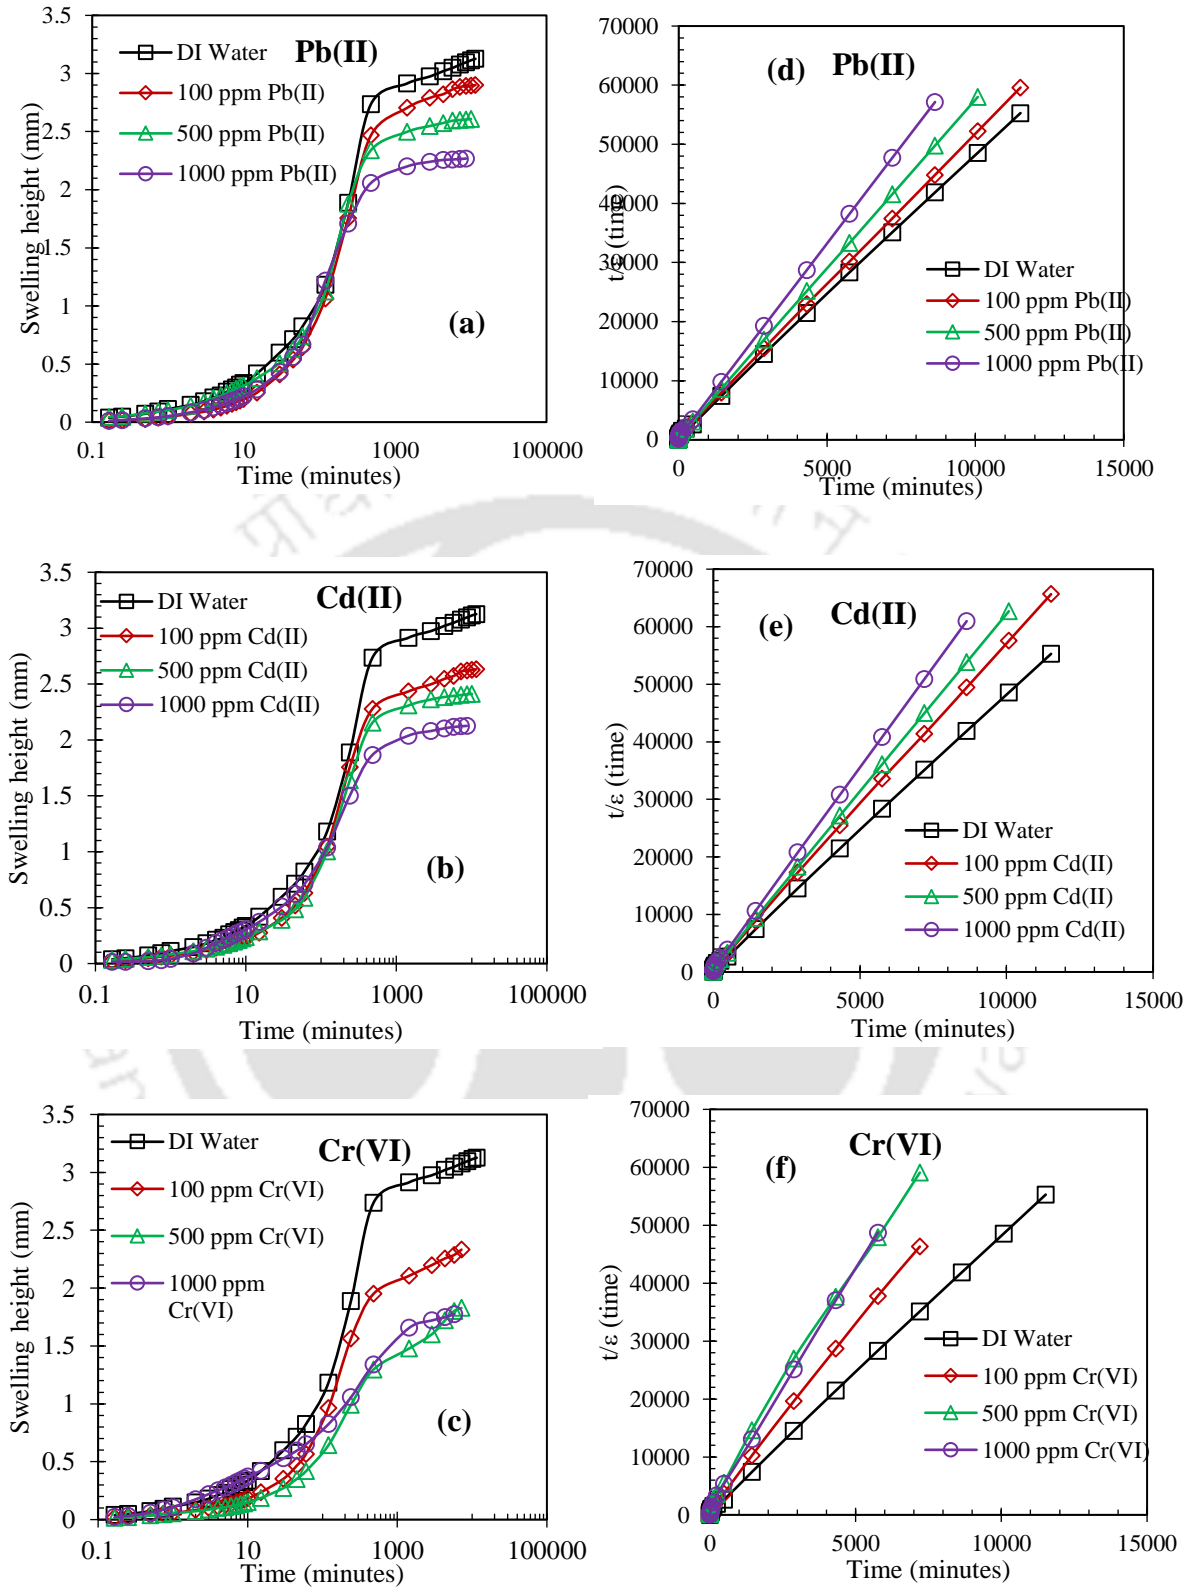 3.5
3
2.5
2
1.5
1
0.5
0
0.1
10
1000
100000
Swelling height (mm)
Time (minutes)
Pb(II)
DI Water
100 ppm Pb(II)
500 ppm Pb(II)
1000 ppm Pb(II)
(a)
70000
60000
50000
40000
30000
20000
10000
0
0
5000
10000
15000
t/ε (time)
Time (minutes)
(d)
Pb(II)
DI Water
100 ppm Pb(II)
500 ppm Pb(II)
1000 ppm Pb(II)
3.5
3
2.5
2
1.5
1
0.5
0
0.1
10
1000
100000
Swelling height (mm)
Time (minutes)
Cd(II)
DI Water
100 ppm Cd(II)
500 ppm Cd(II)
1000 ppm Cd(II)
(b)
70000
60000
50000
40000
30000
20000
10000
0
0
5000
10000
15000
t/ε (time)
Time (minutes)
(e)
Cd(II)
DI Water
100 ppm Cd(II)
500 ppm Cd(II)
1000 ppm Cd(II)
3.5
3
2.5
2
1.5
1
0.5
0
0.1
10
1000
100000
Swelling height (mm)
Time (minutes)
Cr(VI)
DI Water
100 ppm Cr(VI)
500 ppm Cr(VI)
1000 ppm
Cr(VI)
(c)
70000
60000
50000
40000
30000
20000
10000
0
0
5000
10000
15000
t/ε (time)
Time (minutes)
Cr(VI)
(f)
DI Water
100 ppm Cr(VI)
500 ppm Cr(VI)
1000 ppm Cr(VI)